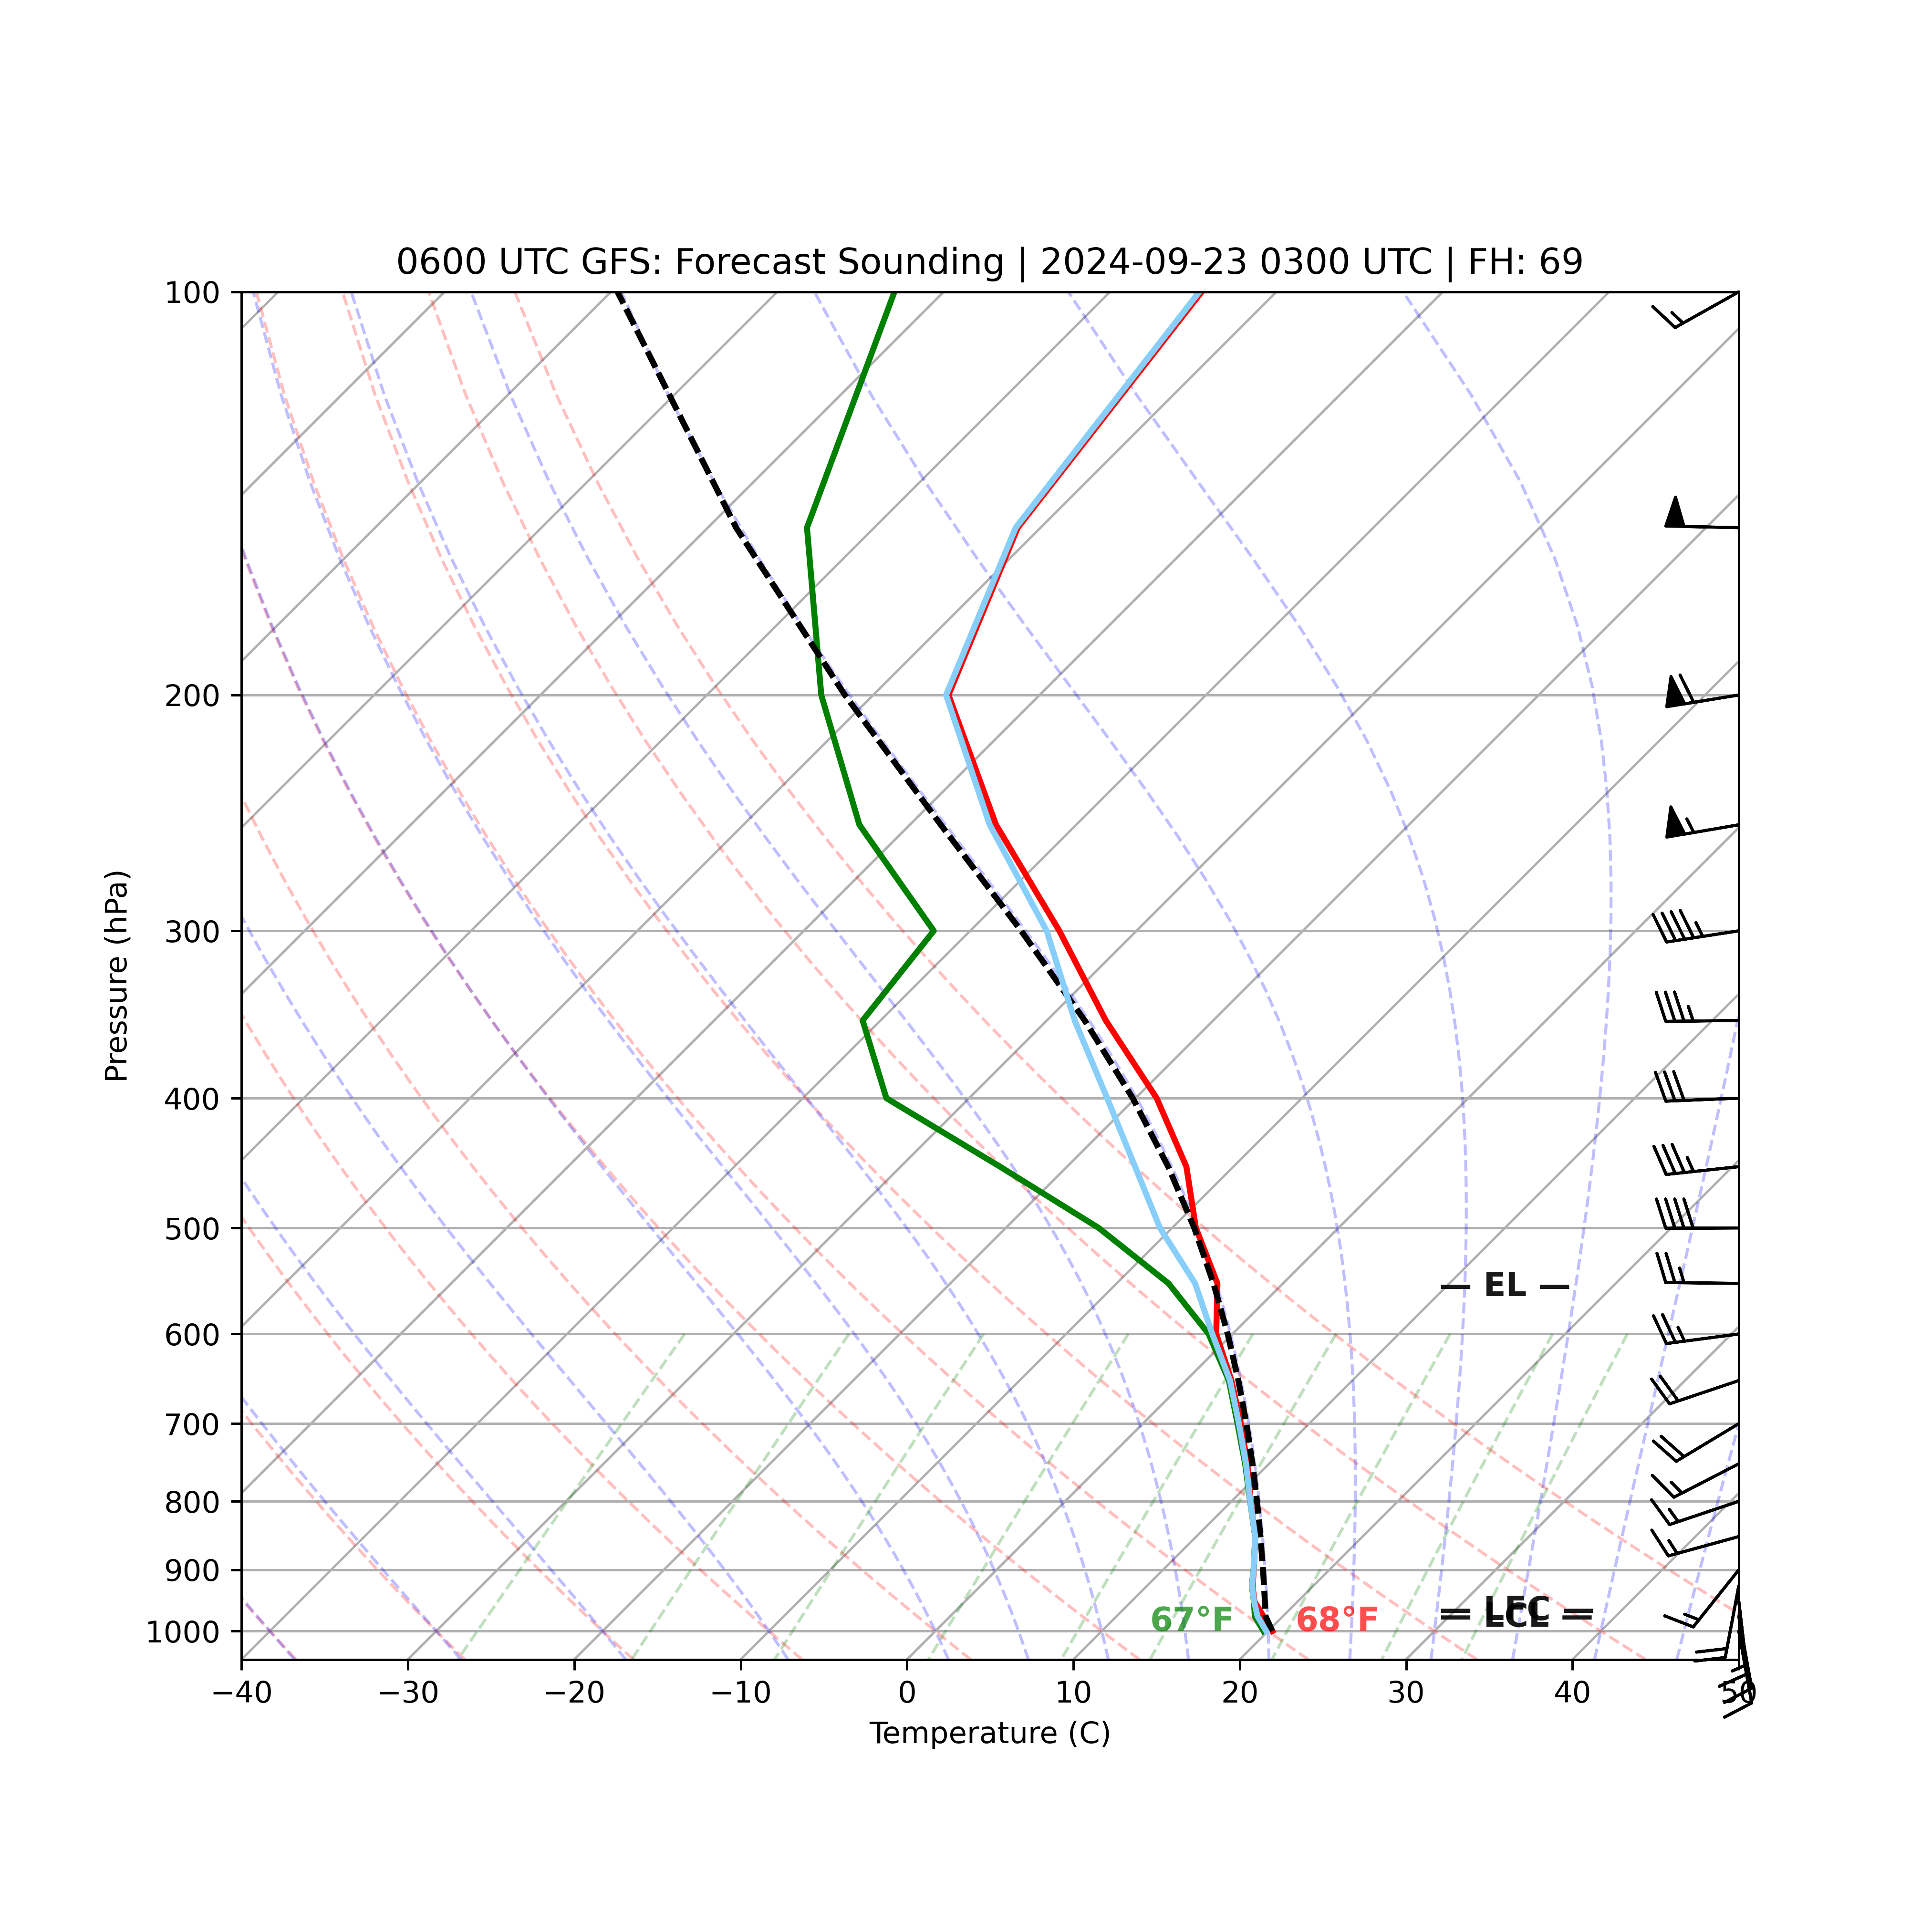 0600 UTC GFS: Forecast Sounding | 2024-09-23 0300 UTC | FH: 69
100
200
300
400
500
600
700
800
900
1000
Pressure (hPa)
— EL —
— LFC —
— LCL —
67°F
68°F
−40 −30 −20 −10 0 10 20 30 40 50
Temperature (C)